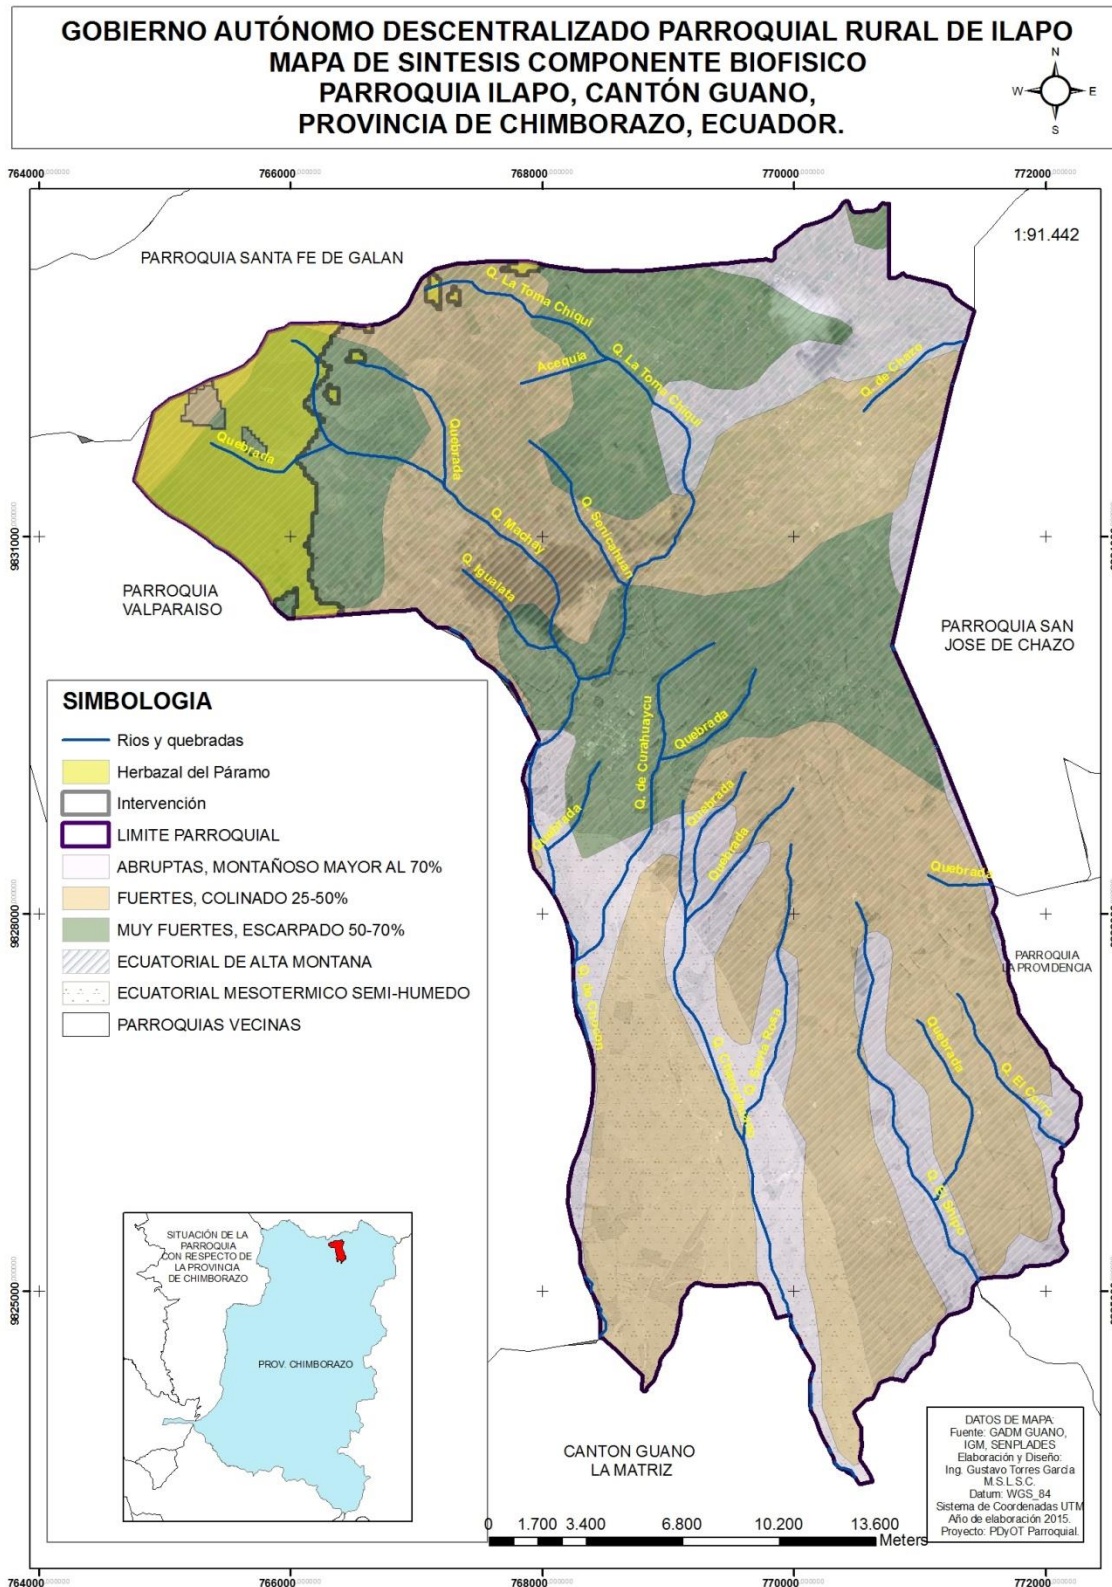 GOBIERNO AUTÓNOMO DESCENTRALIZADO PARROQUIAL RURAL DE ILAPO
MAPA DE SINTESIS COMPONENTE BIOFISICO
PARROQUIA ILAPO, CANTÓN GUANO,
PROVINCIA DE CHIMBORAZO, ECUADOR.
N
W E
S
764000 766000 768000 770000 772000
1:91.442
PARROQUIA SANTA FE DE GALAN
Q. La Toma Chiqui
Acequia
Q. La Toma Chiqui
Q. de Chazo
Quebrada
Quebrada
Q. Senicahuan
Q. Machay
Q. Igualata
9831000
PARROQUIA
VALPARAISO
PARROQUIA SAN
JOSE DE CHAZO
Q. de Curahuaycu
Quebrada
Quebrada
Quebrada
Quebrada
Quebrada
9828000
PARROQUIA
LA PROVIDENCIA
Q. Santa Rosa
Quebrada
Q. El Carro
Q. El Shipo
SIMBOLOGIA
Rios y quebradas
Herbazal del Páramo
Intervención
LIMITE PARROQUIAL
ABRUPTAS, MONTAÑOSO MAYOR AL 70%
FUERTES, COLINADO 25-50%
MUY FUERTES, ESCARPADO 50-70%
ECUATORIAL DE ALTA MONTANA
ECUATORIAL MESOTERMICO SEMI-HUMEDO
PARROQUIAS VECINAS
SITUACIÓN DE LA
PARROQUIA
CON RESPECTO DE
LA PROVINCIA
DE CHIMBORAZO
PROV. CHIMBORAZO
9825000
CANTON GUANO
LA MATRIZ
DATOS DE MAPA:
Fuente: GADM GUANO,
IGM, SENPLADES
Elaboración y Diseño:
Ing. Gustavo Torres García
M.S.L.S.C.
Datum: WGS_84
Sistema de Coordenadas UTM
Año de elaboración 2015.
Proyecto: PDyOT Parroquial.
0 1.700 3.400 6.800 10.200 13.600
Meters
764000 766000 768000 770000 772000